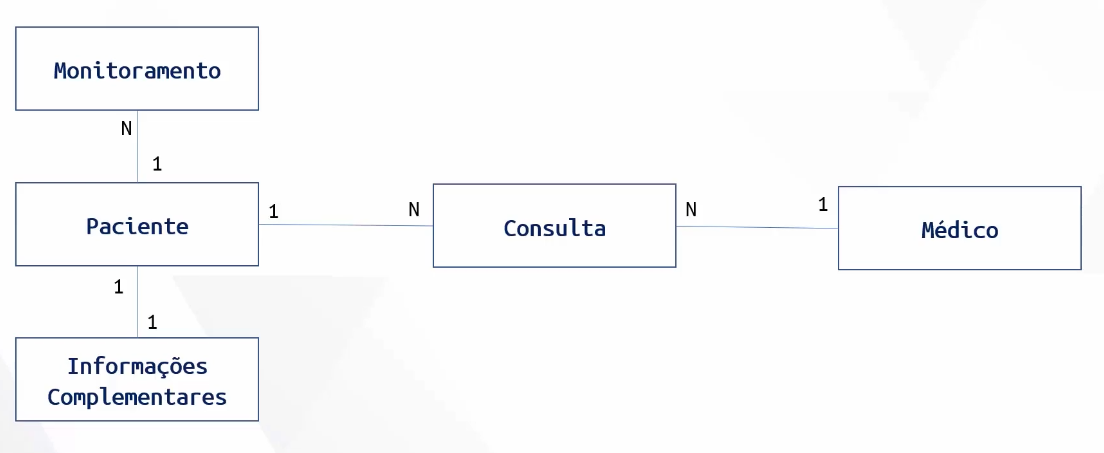 Monitoramento
N
1
Paciente
1
N
Consulta
N
1
Médico
1
1
Informações
Complementares